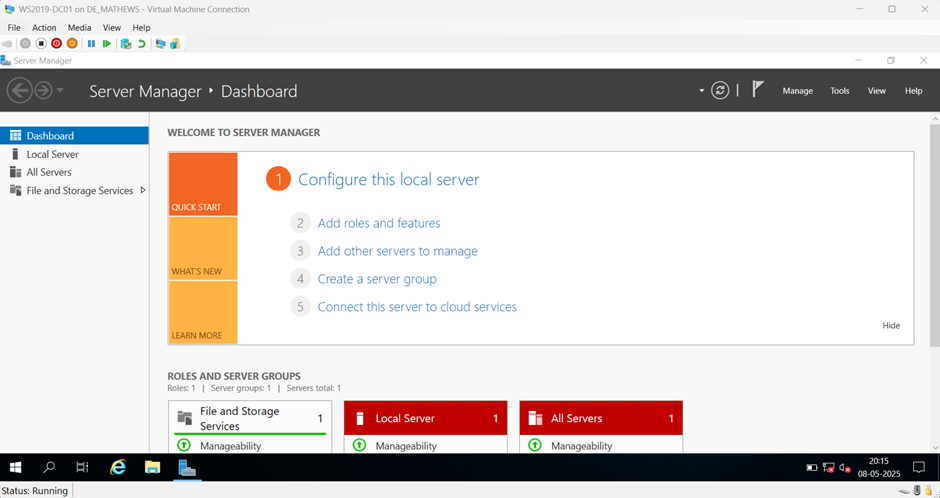 WS2019-DC01 on DE_MATHEWS - Virtual Machine Connection
File Action Media View Help
Server Manager
Server Manager Dashboard
Manage Tools View Help
Dashboard
Local Server
All Servers
File and Storage Services
WELCOME TO SERVER MANAGER
QUICK START
WHAT'S NEW
LEARN MORE
1 Configure this local server
2 Add roles and features
3 Add other servers to manage
4 Create a server group
5 Connect this server to cloud services
Hide
ROLES AND SERVER GROUPS
Roles: 1 | Server groups: 1 | Servers total: 1
File and Storage
Services
1
Manageability
Local Server 1
Manageability
All Servers 1
Manageability
20:15
08-05-2025
Status: Running